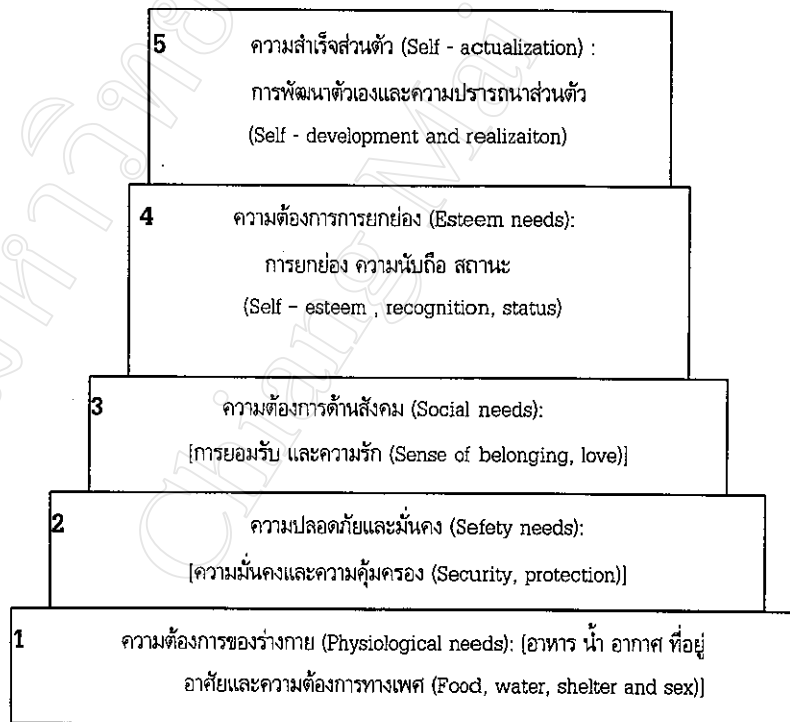 5 ความสำเร็จส่วนตัว (Self - actualization) :
การพัฒนาตัวเองและความปรารถนาส่วนตัว
(Self - development and realizaiton)
4 ความต้องการการยกย่อง (Esteem needs):
การยกย่อง ความนับถือ สถานะ
(Self - esteem , recognition, status)
3 ความต้องการด้านสังคม (Social needs):
[การยอมรับ และความรัก (Sense of belonging, love)]
2 ความปลอดภัยและมั่นคง (Sefety needs):
[ความมั่นคงและความคุ้มครอง (Security, protection)]
1 ความต้องการของร่างกาย (Physiological needs): [อาหาร น้ำ อากาศ ที่อยู่
อาศัยและความต้องการทางเพศ (Food, water, shelter and sex)]
Chiang Mai